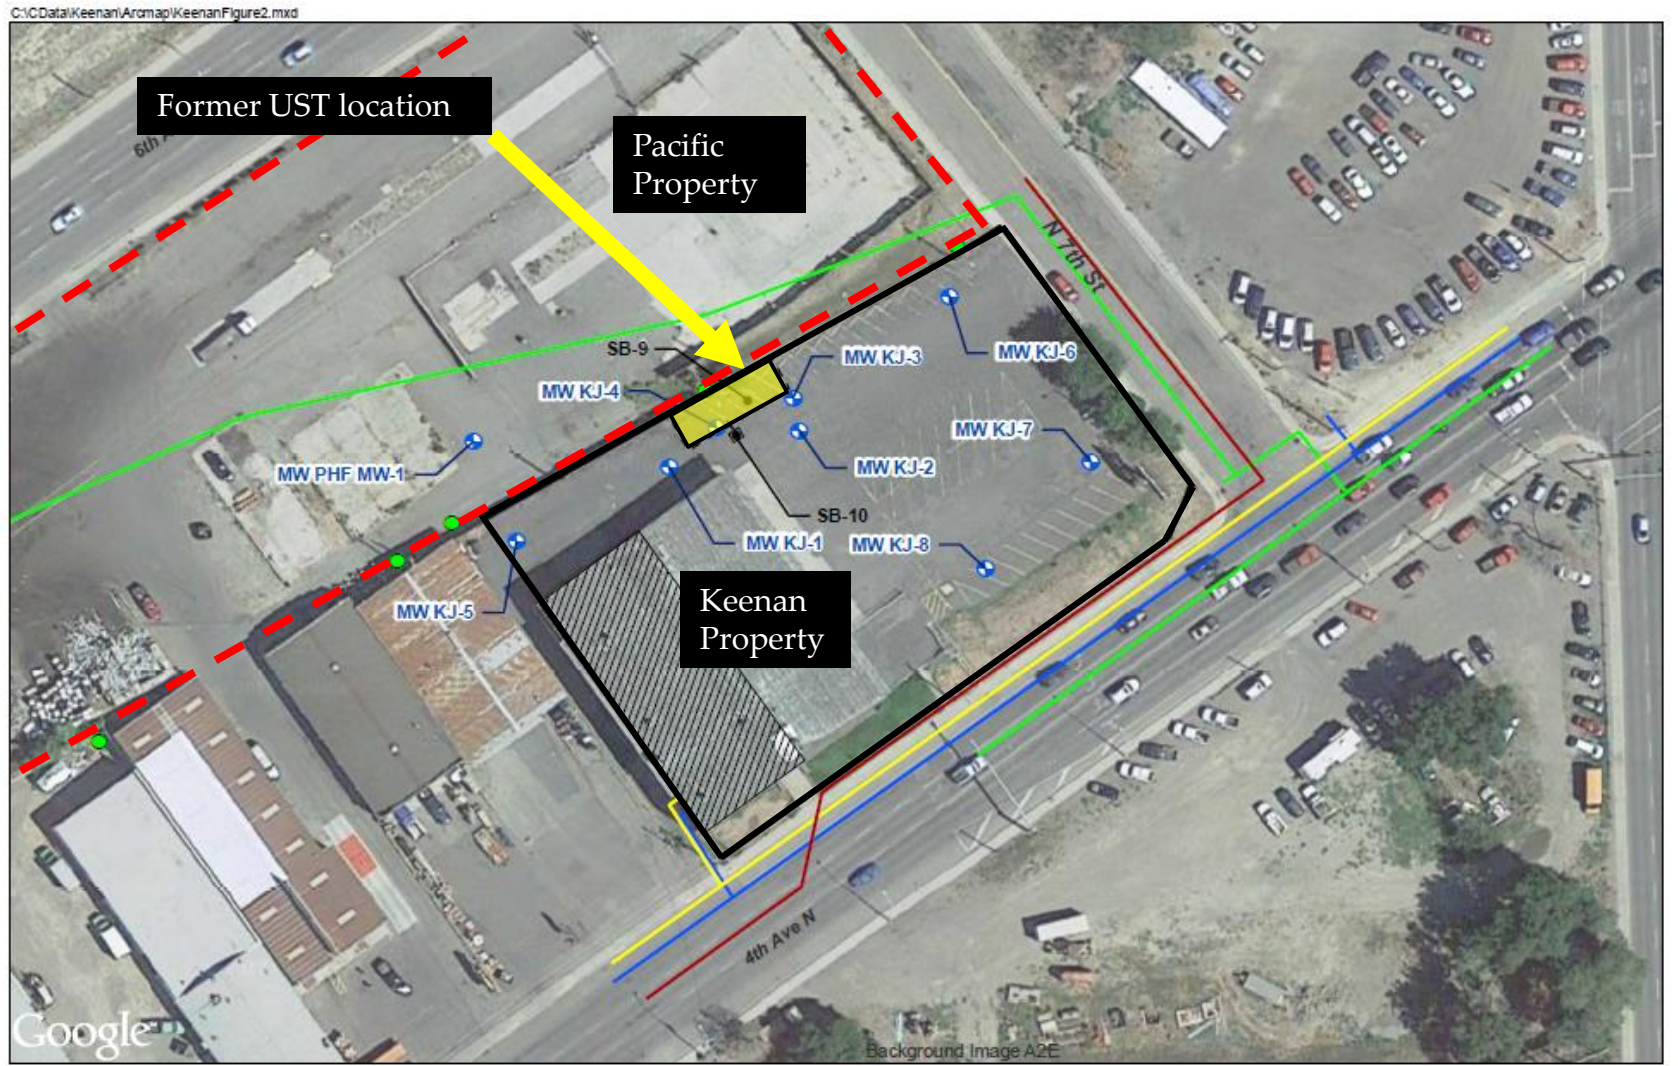 C:\CData\Keenan\Arcmap\KeenanFigure2.mxd
Former UST location
6th
Pacific
Property
N 7th St
SB-9
MW KJ-3
MW KJ-6
MW KJ-4
MW KJ-7
MW PHF MW-1
MW KJ-2
SB-10
MW KJ-1
MW KJ-8
MW KJ-5
Keenan
Property
4th Ave N
Google
Background Image A2E